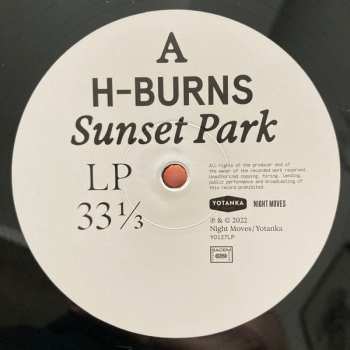 A
H-BURNS
Sunset Park
LP
33 ⅓
All rights of the producer and of
the owner of the recorded work reserved.
Unauthorized copying, hiring, lending,
public performance and broadcasting of
this record prohibited.
YOTANKA NIGHT MOVES
℗ & © 2022
Night Moves/Yotanka
YO137LP
SACEM